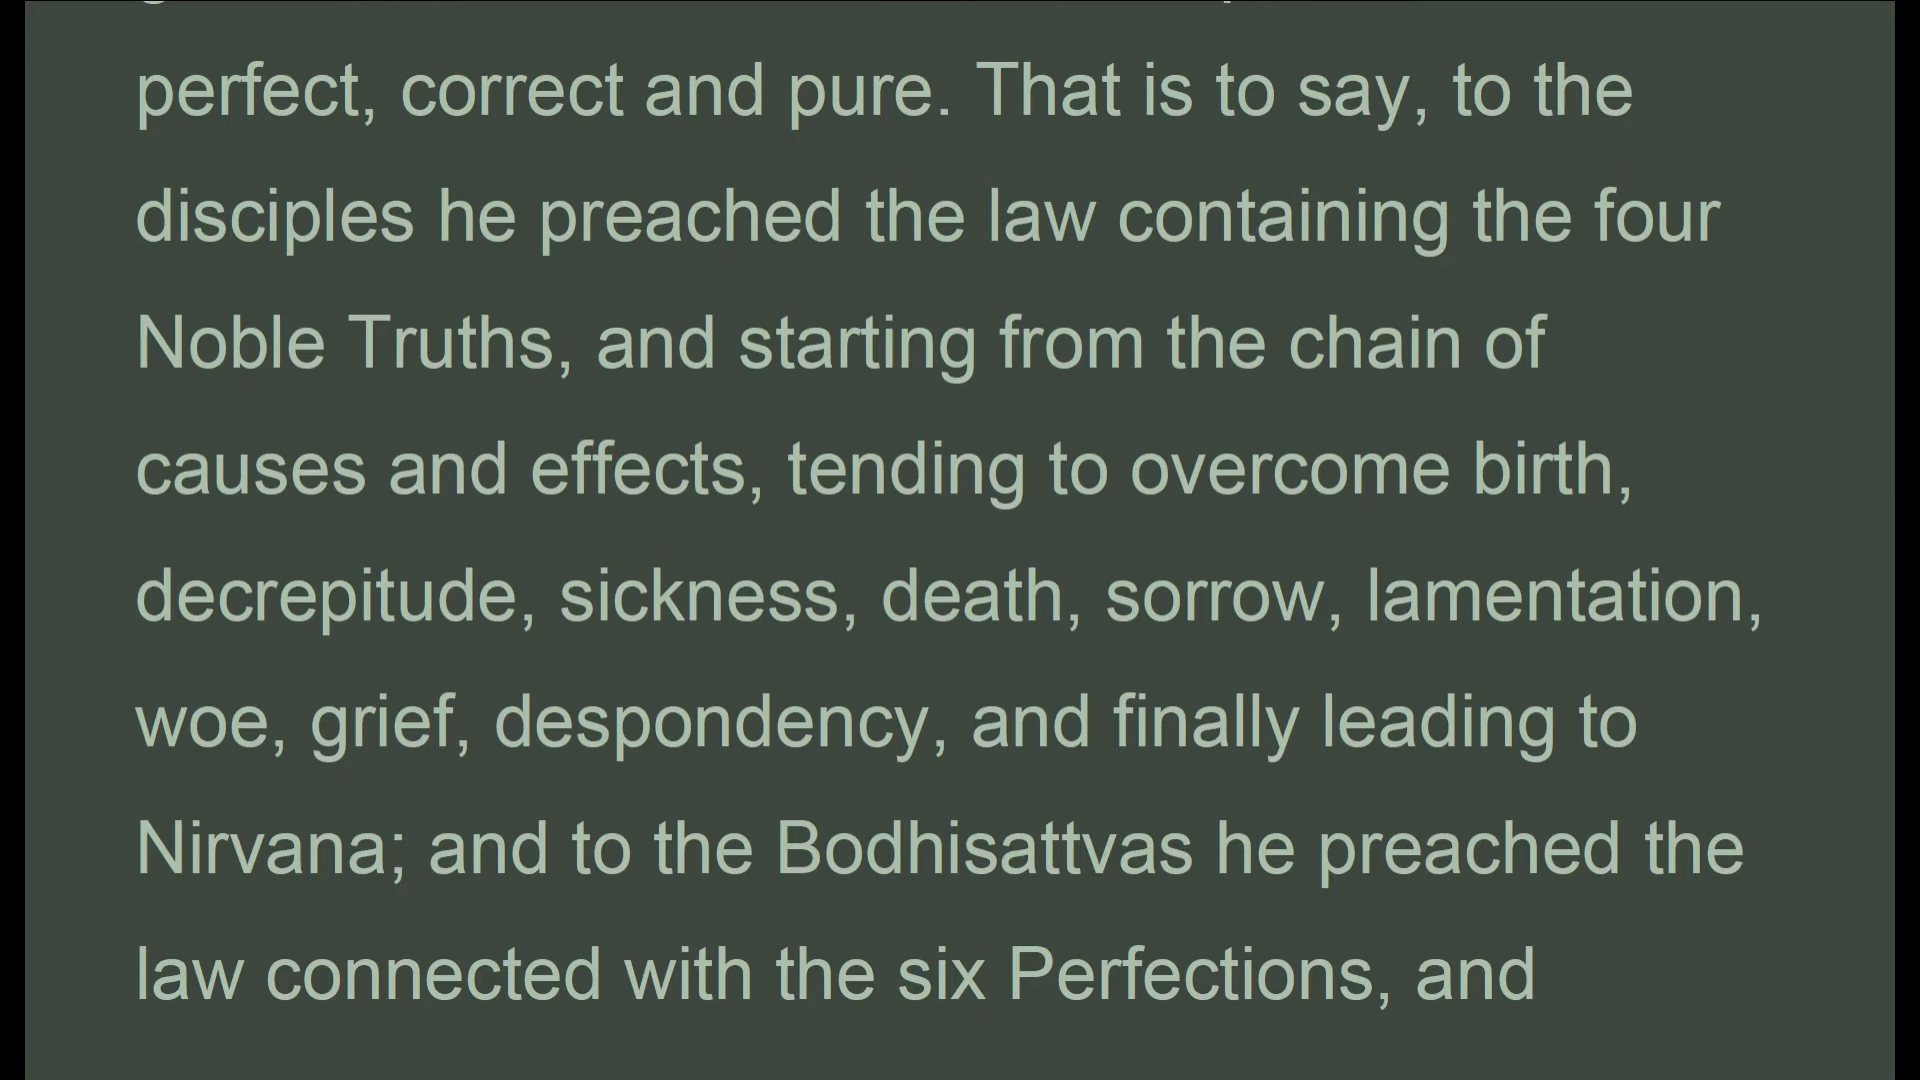 perfect, correct and pure. That is to say, to the
disciples he preached the law containing the four
Noble Truths, and starting from the chain of
causes and effects, tending to overcome birth,
decrepitude, sickness, death, sorrow, lamentation,
woe, grief, despondency, and finally leading to
Nirvana; and to the Bodhisattvas he preached the
law connected with the six Perfections, and